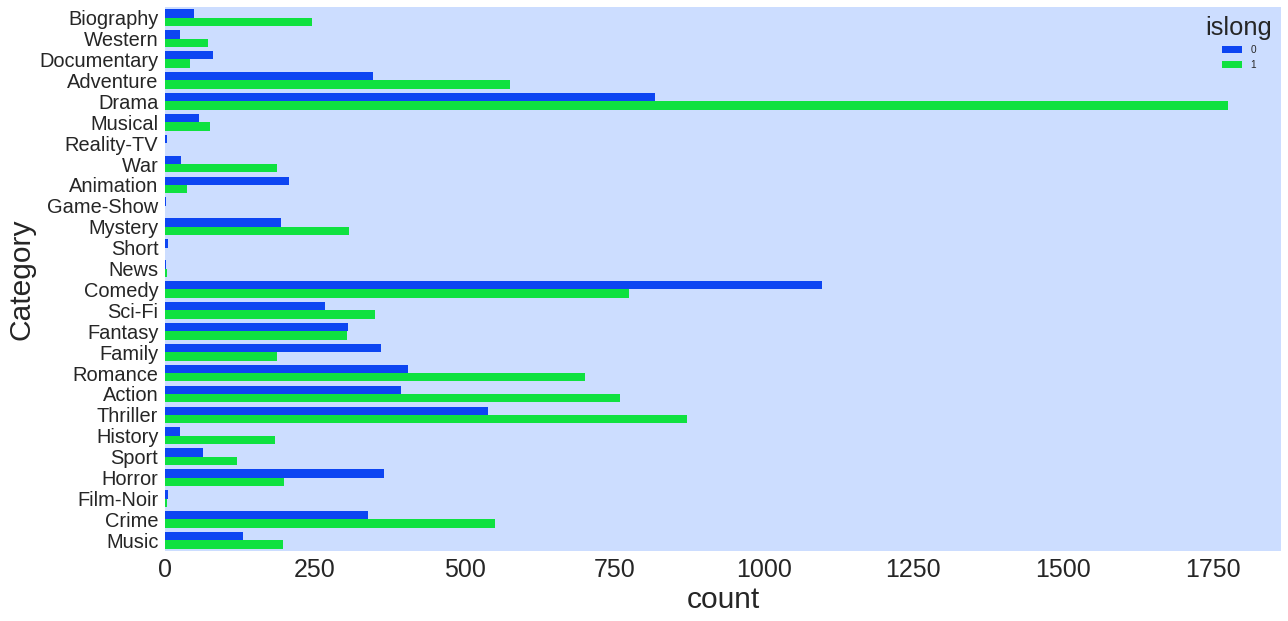 islong
0
1
Category
Biography
Western
Documentary
Adventure
Drama
Musical
Reality-TV
War
Animation
Game-Show
Mystery
Short
News
Comedy
Sci-Fi
Fantasy
Family
Romance
Action
Thriller
History
Sport
Horror
Film-Noir
Crime
Music
0 250 500 750 1000 1250 1500 1750
count